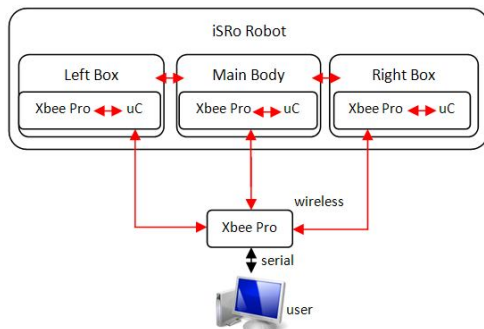 iSRo Robot
Left Box
Main Body
Right Box
Xbee Pro uC
Xbee Pro uC
Xbee Pro uC
wireless
Xbee Pro
serial
user